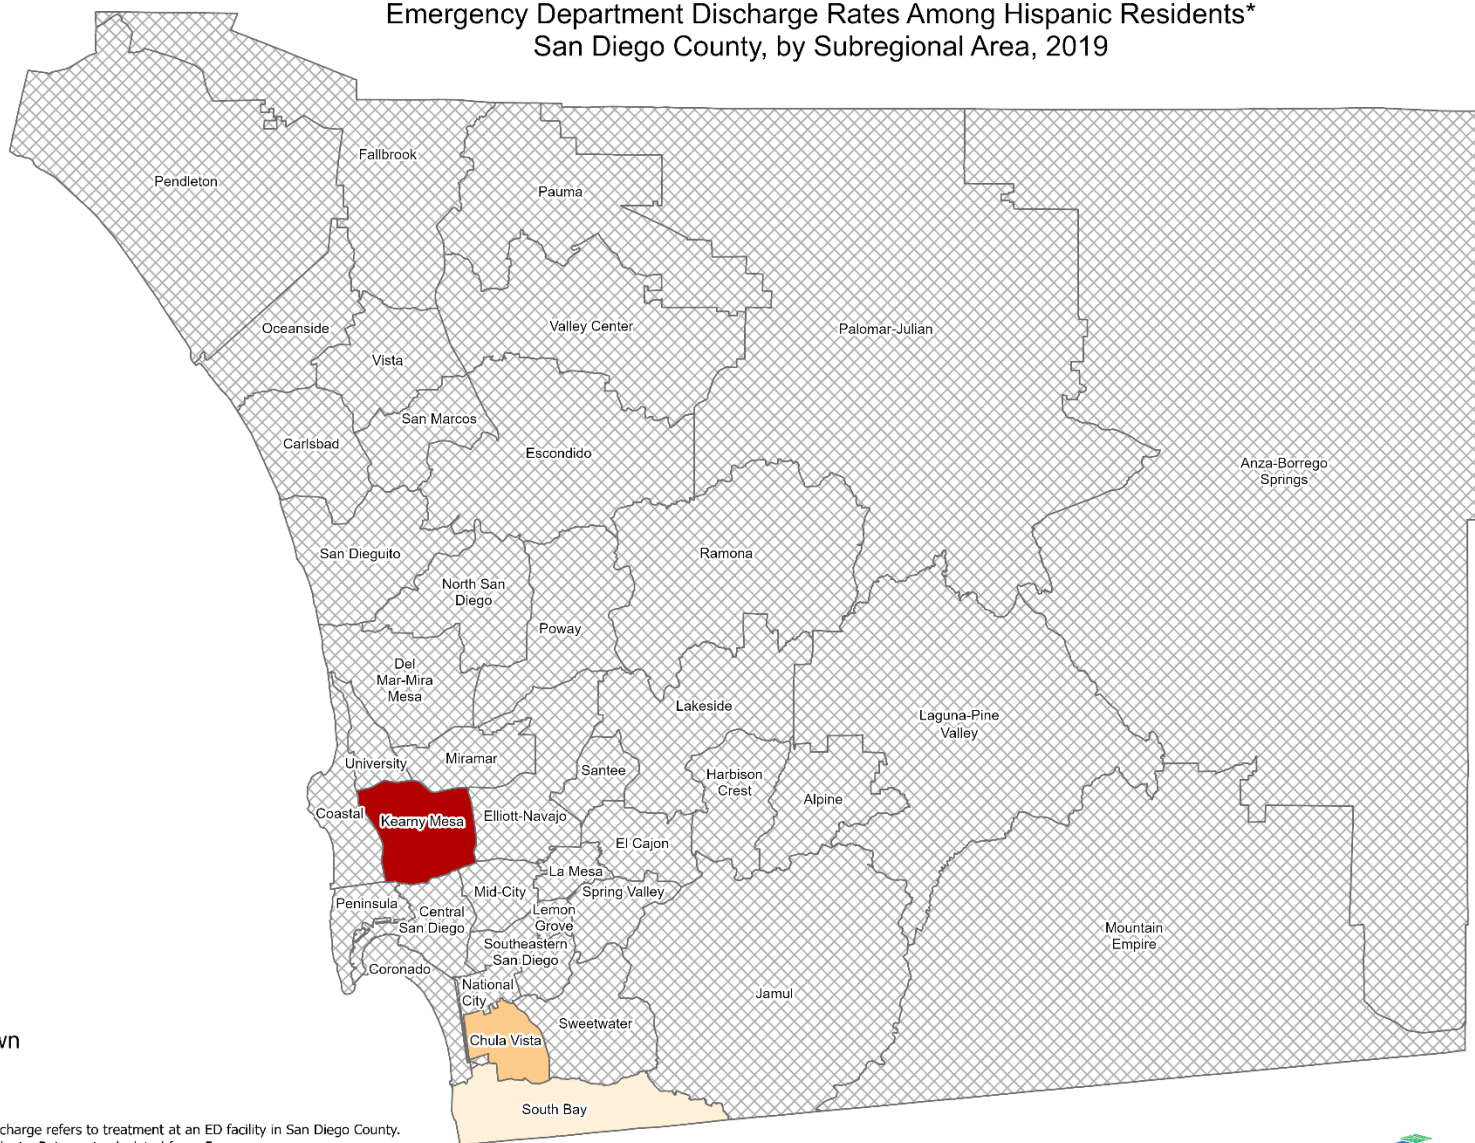 Emergency Department Discharge Rates Among Hispanic Residents*
San Diego County, by Subregional Area, 2019
Fallbrook
Pendleton
Pauma
Oceanside
Valley Center
Palomar-Julian
Vista
San Marcos
Carlsbad
Escondido
Anza-Borrego
Springs
San Dieguito
Ramona
North San
Diego
Poway
Del
Mar-Mira
Mesa
Lakeside
Laguna-Pine
Valley
University
Miramar
Santee
Harbison
Crest
Alpine
Coastal
Kearny Mesa
Elliott-Navajo
El Cajon
La Mesa
Mid-City
Spring Valley
Peninsula
Central
San Diego
Lemon
Grove
Mountain
Empire
Southeastern
San Diego
Coronado
National
City
Jamul
Sweetwater
Chula Vista
wn
South Bay
charge refers to treatment at an ED facility in San Diego County.